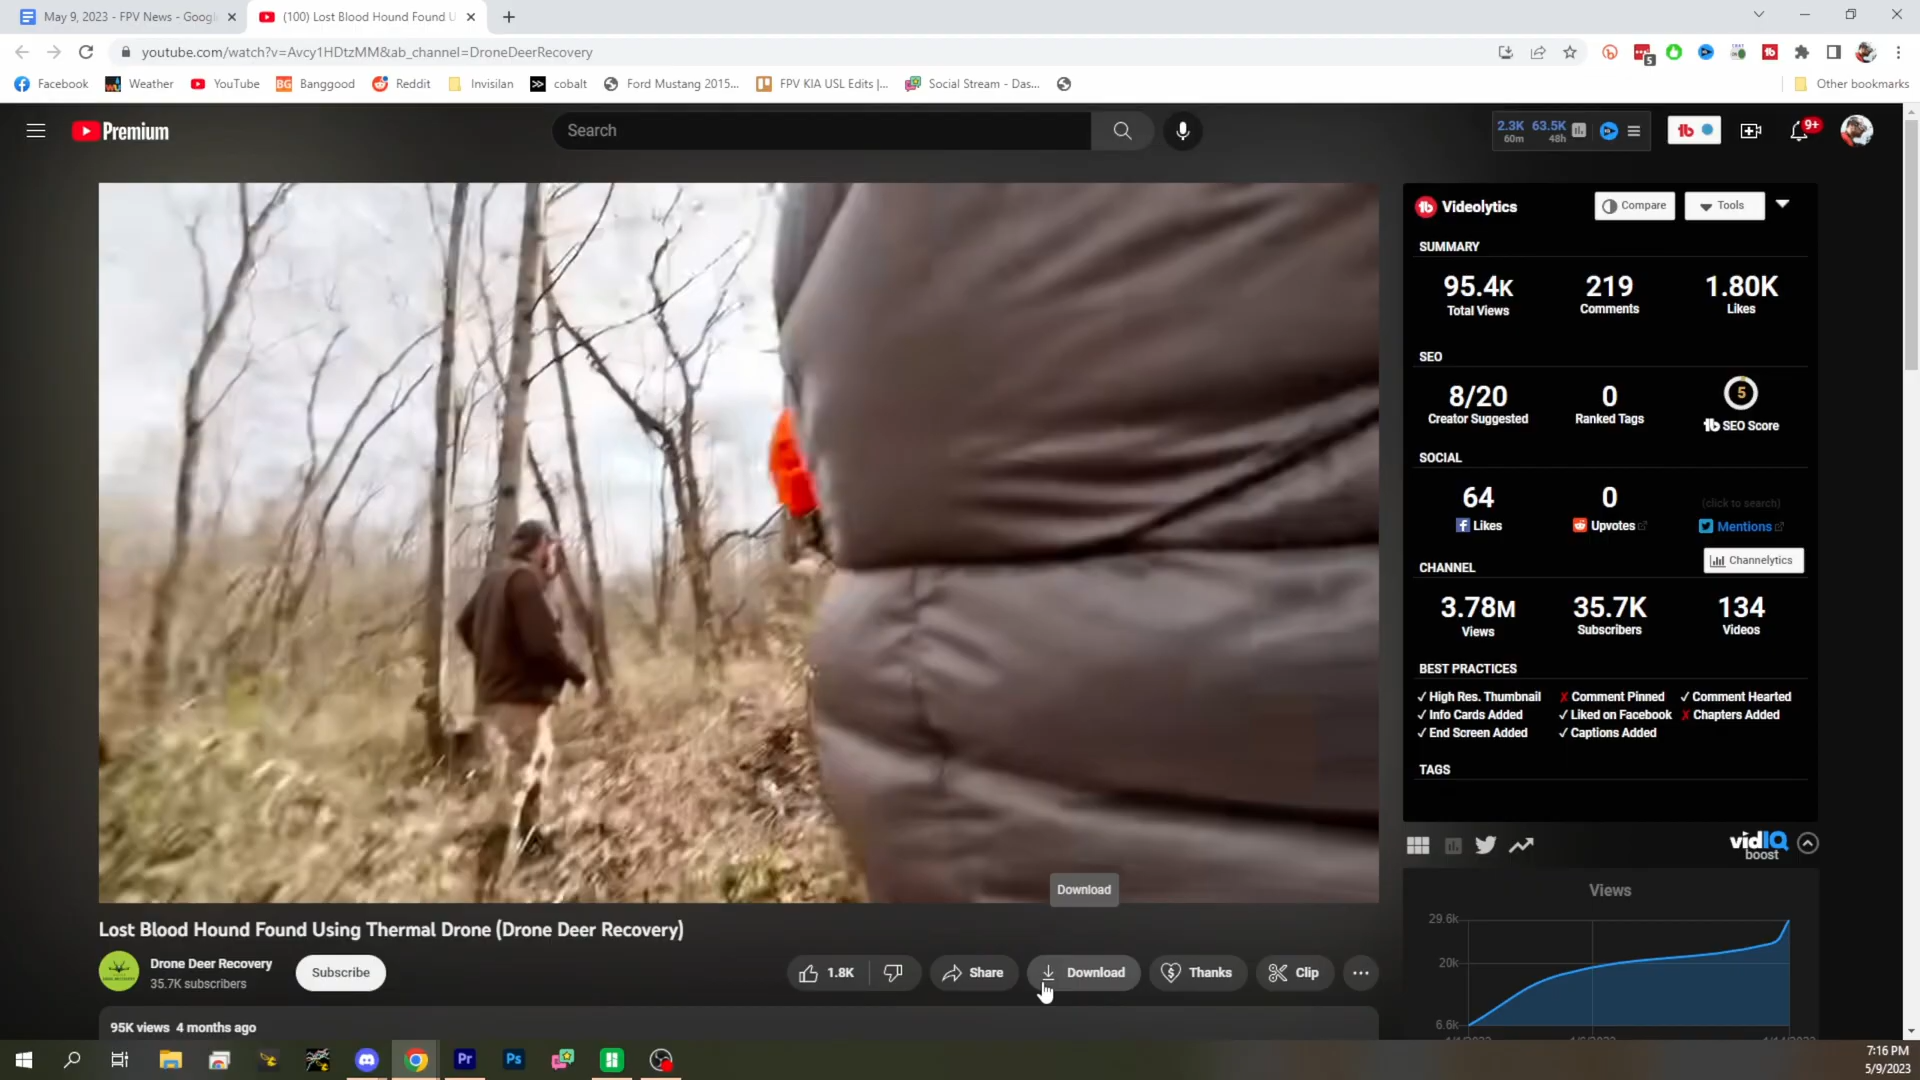 May 9, 2023 - FPV News - Googl
(100) Lost Blood Hound Found U
youtube.com/watch?v=Avcy1HDtzMM&ab_channel=DroneDeerRecovery
5
Facebook
Weather
YouTube
BG
Banggood
Reddit
Invisilan
cobalt
Ford Mustang 2015...
FPV KIA USL Edits |...
Social Stream - Das...
Other bookmarks
Premium
Search
2.3K 63.5K
60m 48h
9+
Videolytics
Compare
Tools
SUMMARY
95.4K 219 1.80K
Total Views Comments Likes
SEO
8/20 0 5
Creator Suggested Ranked Tags SEO Score
SOCIAL
64 0 (click to search)
Likes Upvotes Mentions
CHANNEL
Channelytics
3.78M 35.7K 134
Views Subscribers Videos
BEST PRACTICES
✓ High Res. Thumbnail ✗ Comment Pinned ✓ Comment Hearted
✓ Info Cards Added ✓ Liked on Facebook ✗ Chapters Added
✓ End Screen Added ✓ Captions Added
TAGS
vidIQ
boost
Views
29.6k
20k
6.6k
Download
Lost Blood Hound Found Using Thermal Drone (Drone Deer Recovery)
Drone Deer Recovery
35.7K subscribers
Subscribe
1.8K
Share
Download
Thanks
Clip
95K views 4 months ago
Pr
Ps
7:16 PM
5/9/2023